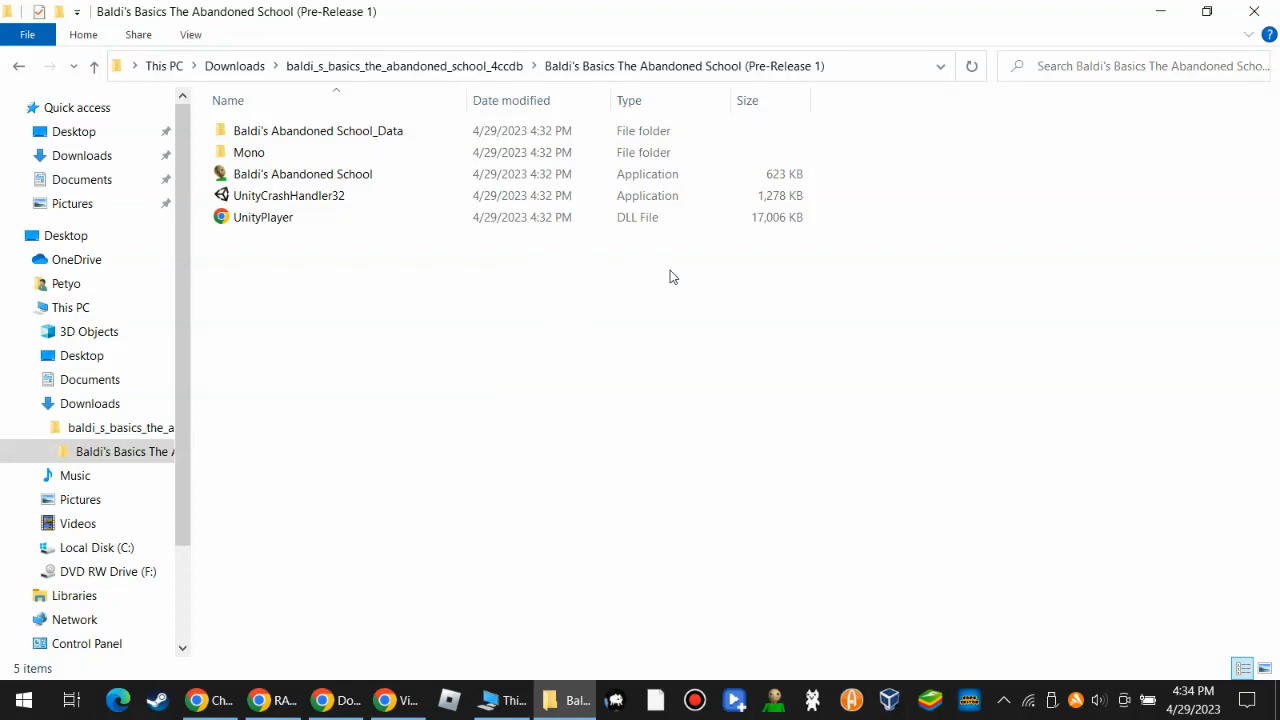 Baldi's Basics The Abandoned School (Pre-Release 1)
File Home Share View
This PC Downloads baldi_s_basics_the_abandoned_school_4ccdb Baldi's Basics The Abandoned School (Pre-Release 1) Search Baldi's Basics The Abandoned Scho...
Name Date modified Type Size
Quick access
Desktop
Downloads
Documents
Pictures
Desktop
OneDrive
Petyo
This PC
3D Objects
Desktop
Documents
Downloads
baldi_s_basics_the_a
Baldi's Basics The A
Music
Pictures
Videos
Local Disk (C:)
DVD RW Drive (F:)
Libraries
Network
Control Panel
Baldi's Abandoned School_Data 4/29/2023 4:32 PM File folder
Mono 4/29/2023 4:32 PM File folder
Baldi's Abandoned School 4/29/2023 4:32 PM Application 623 KB
UnityCrashHandler32 4/29/2023 4:32 PM Application 1,278 KB
UnityPlayer 4/29/2023 4:32 PM DLL File 17,006 KB
5 items
Ch... RA... Do... Vi... Thi... Bal...
4:34 PM
4/29/2023